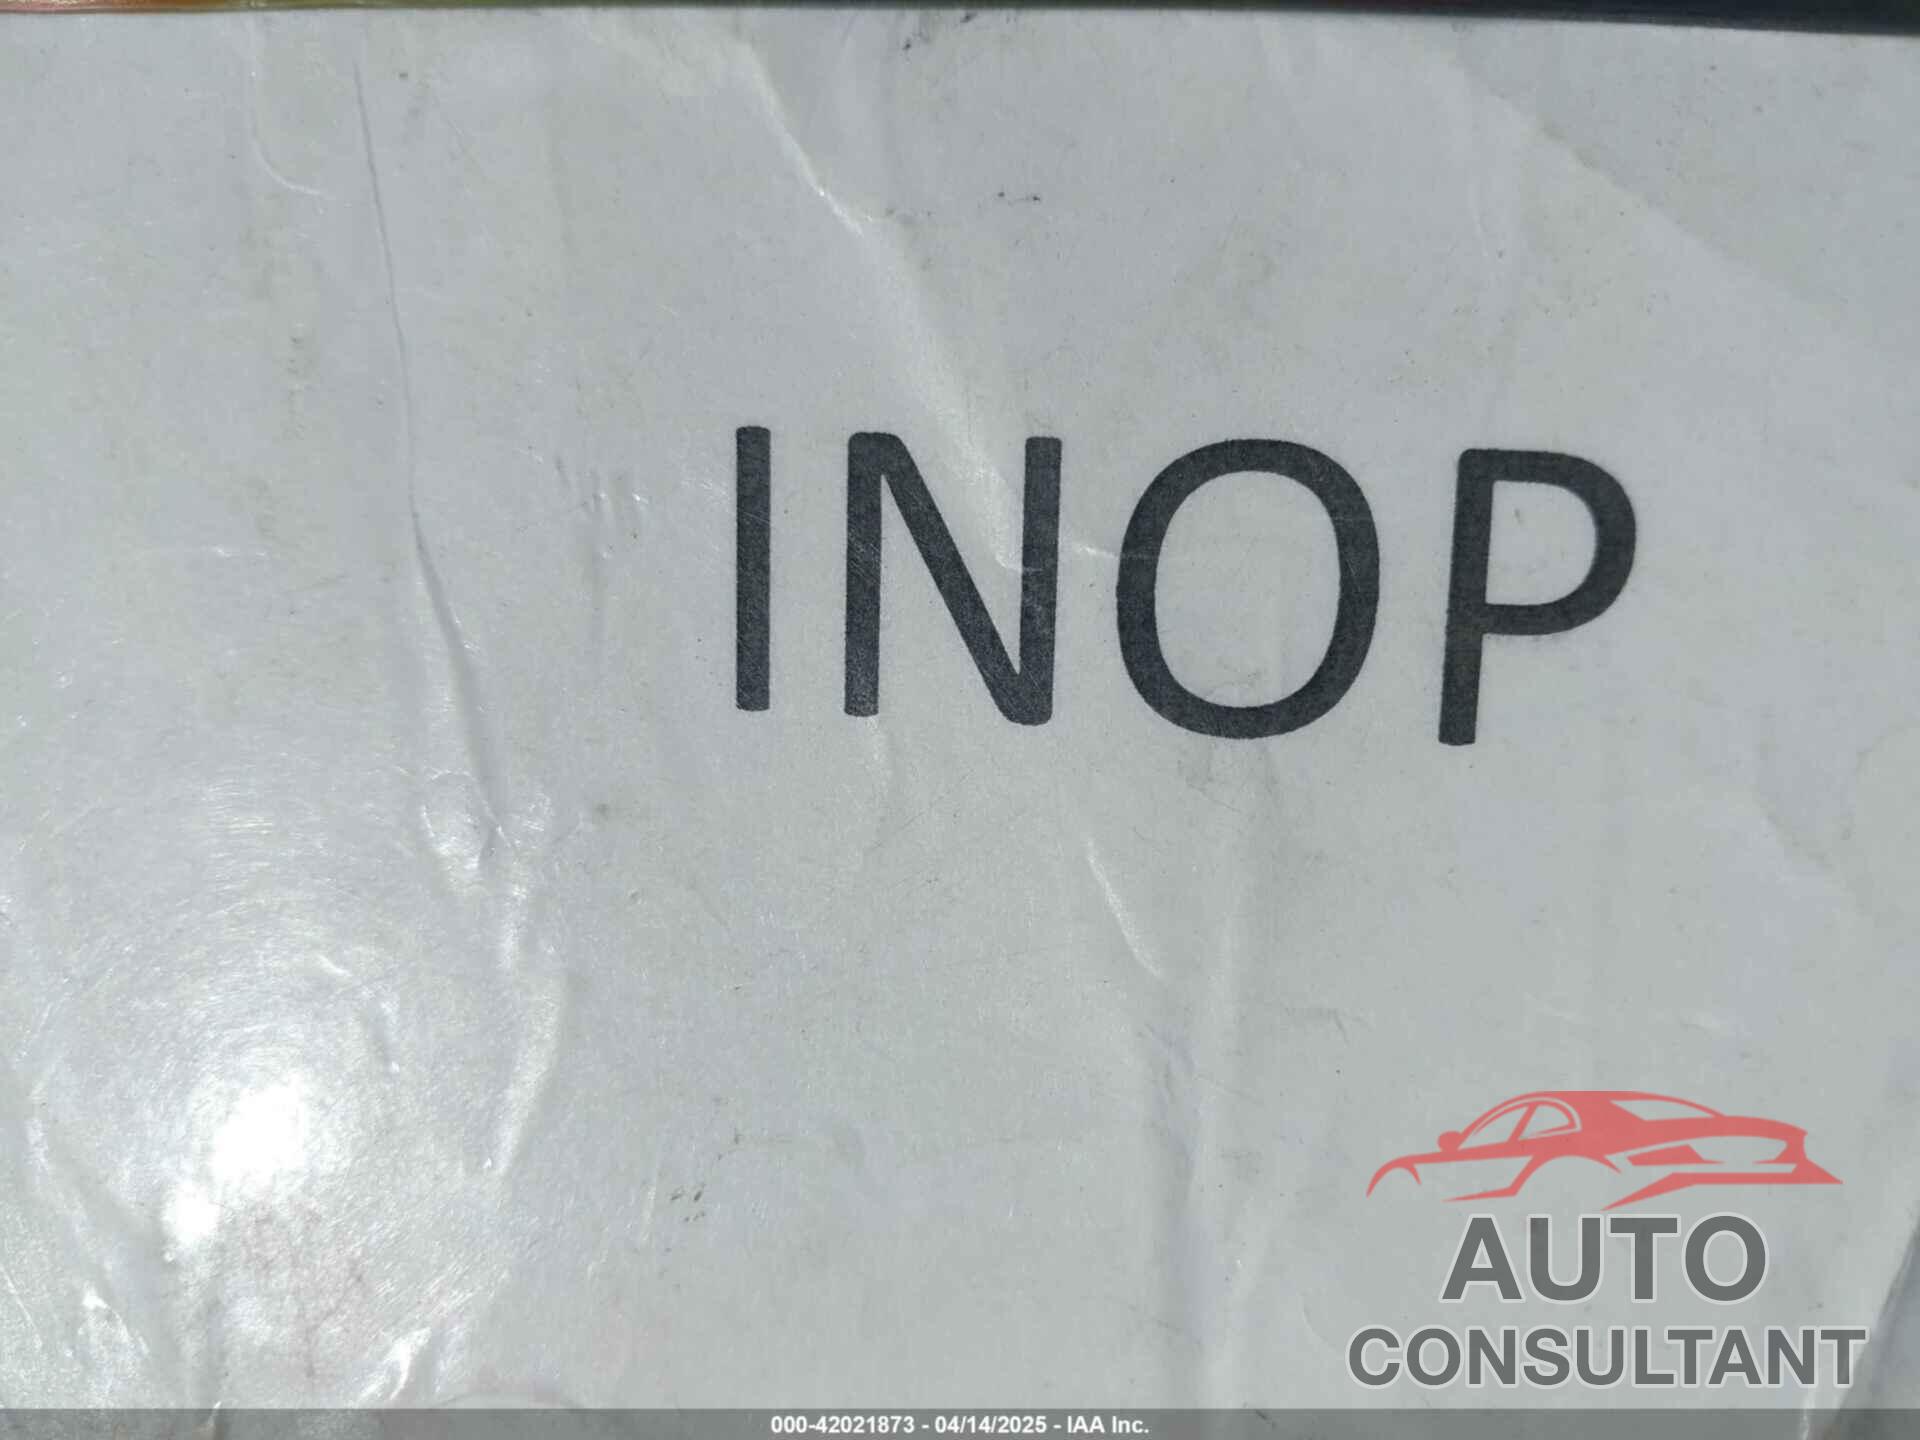 INOP
AUTO
CONSULTANT
000-42021873 - 04/14/2025 - IAA Inc.